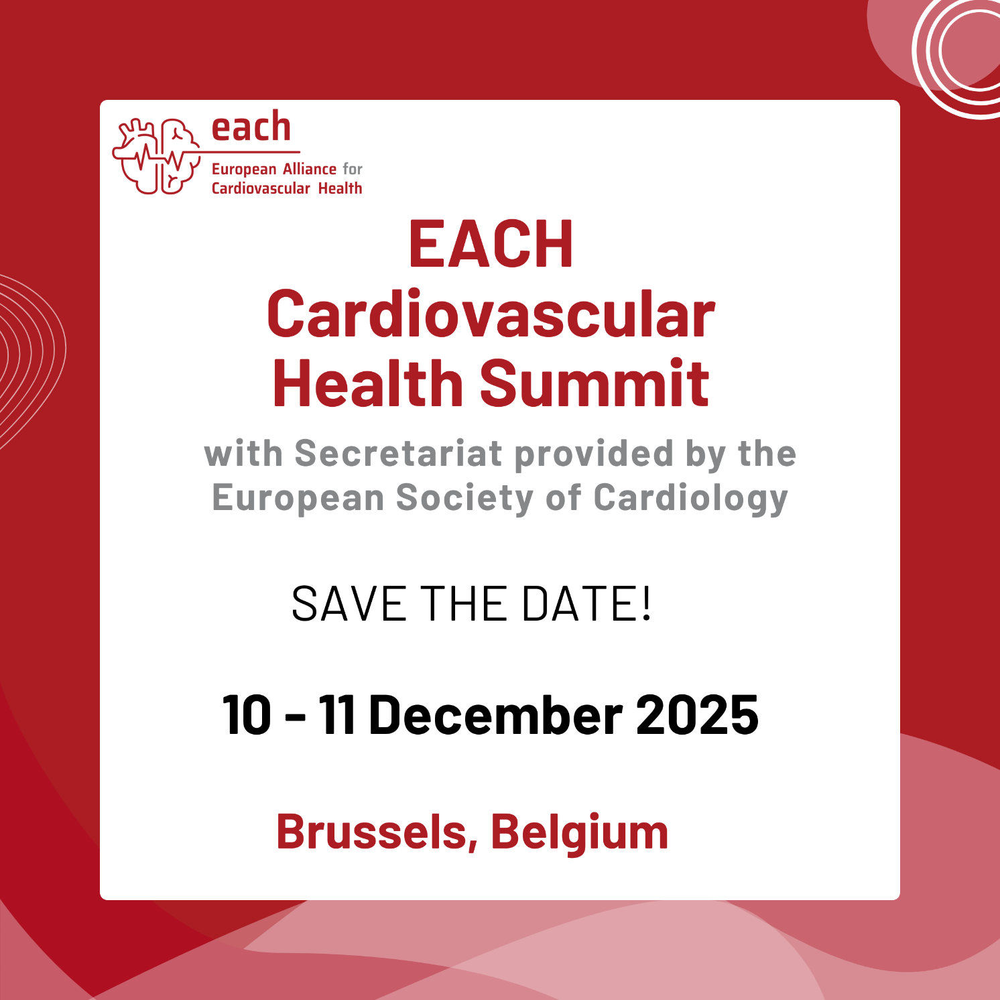 each
European Alliance for
Cardiovascular Health
EACH
Cardiovascular
Health Summit
with Secretariat provided by the
European Society of Cardiology
SAVE THE DATE!
10 - 11 December 2025
Brussels, Belgium